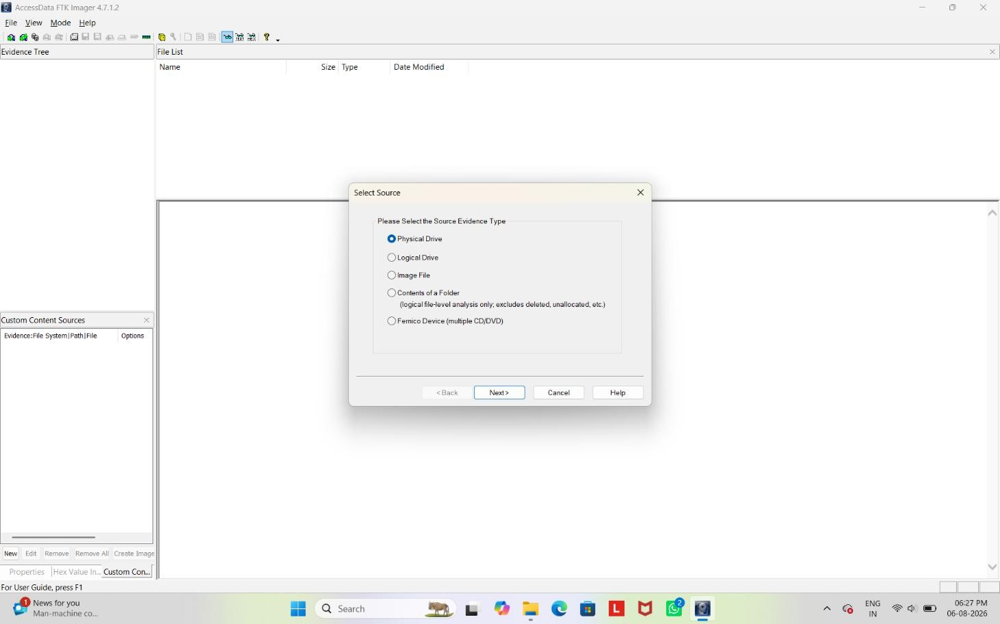 AccessData FTK Imager 4.7.1.2
File View Mode Help
Evidence Tree
File List
Name Size Type Date Modified
Select Source
Please Select the Source Evidence Type
Physical Drive
Logical Drive
Image File
Contents of a Folder
(logical file-level analysis only; excludes deleted, unallocated, etc.)
Fernico Device (multiple CD/DVD)
< Back Next > Cancel Help
Custom Content Sources
Evidence:File System|Path|File Options
New Edit Remove Remove All Create Image
Properties Hex Value In... Custom Con...
For User Guide, press F1
1 News for you
Man-machine co...
Search
L
2
ENG
IN
06:27 PM
06-08-2026